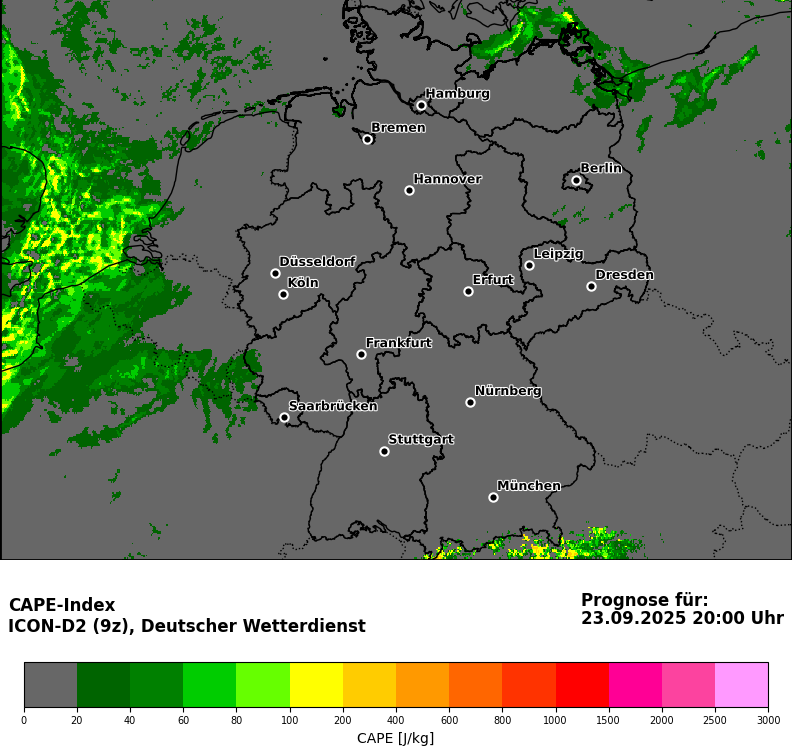 Hamburg
Bremen
Berlin
Hannover
Düsseldorf
Leipzig
Köln
Erfurt
Dresden
Frankfurt
Nürnberg
Saarbrücken
Stuttgart
München
CAPE-Index
ICON-D2 (9z), Deutscher Wetterdienst
Prognose für:
23.09.2025 20:00 Uhr
0 20 40 60 80 100 200 400 600 800 1000 1500 2000 2500 3000
CAPE [J/kg]